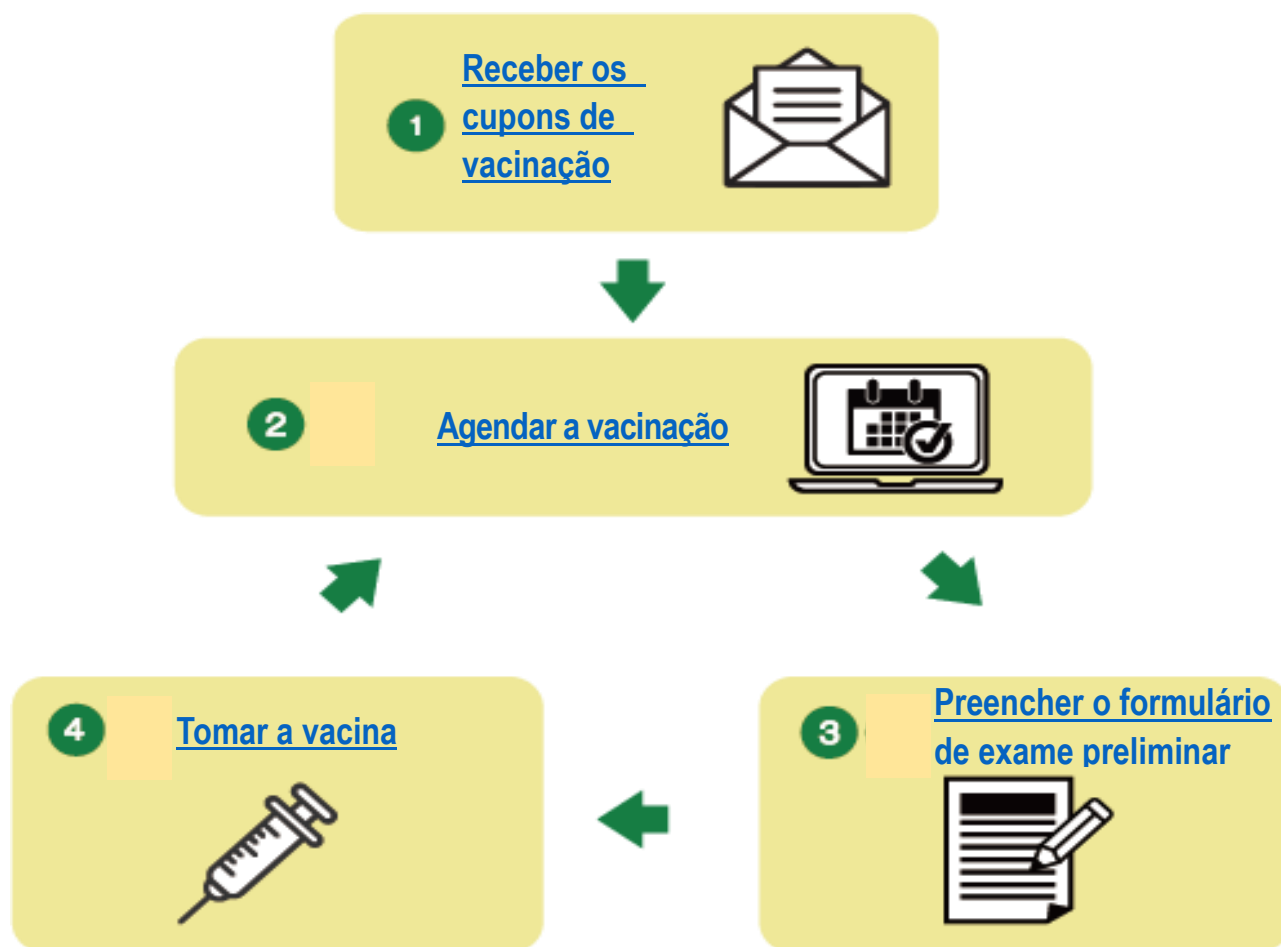 1
Receber os
cupons de
vacinação
2
Agendar a vacinação
3
Preencher o formulário
de exame preliminar
4
Tomar a vacina